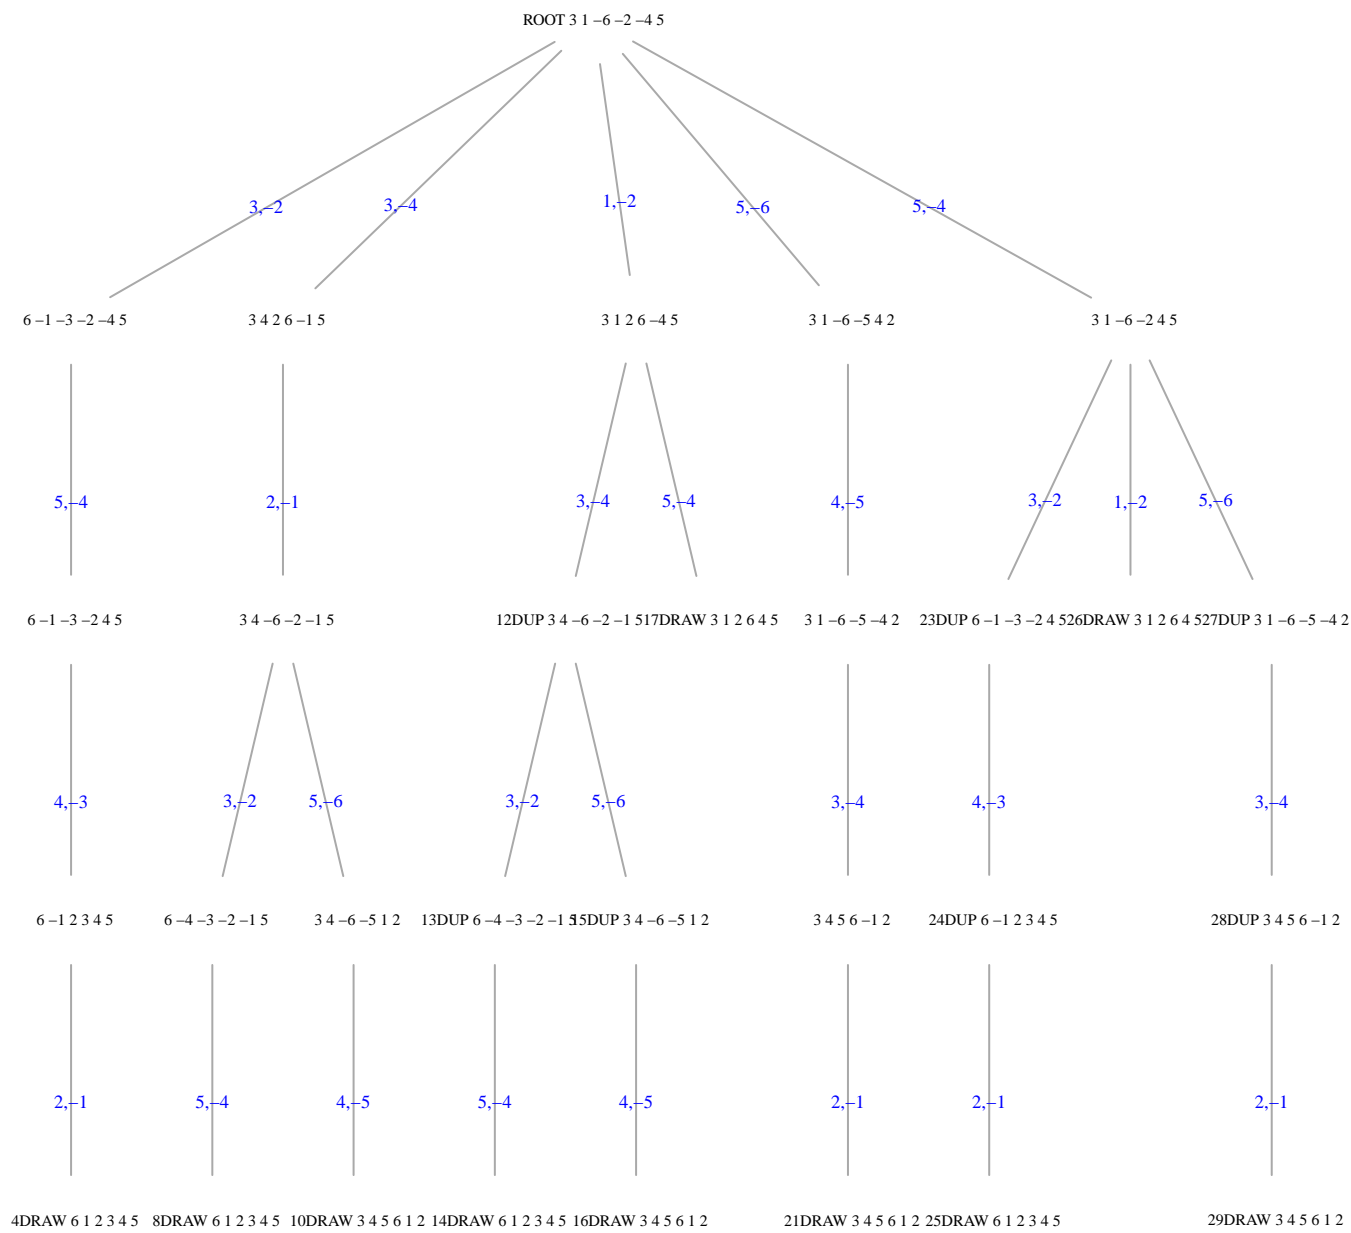 ROOT 3 1 –6 –2 –4 5
3,–2 3,–4 1,–2 5,–6 5,–4
6 –1 –3 –2 –4 5 3 4 2 6 –1 5 3 1 2 6 –4 5 3 1 –6 –5 4 2 3 1 –6 –2 4 5
5,–4 2,–1 3,–4 5,–4 4,–5 3,–2 1,–2 5,–6
6 –1 –3 –2 4 5 3 4 –6 –2 –1 5 12DUP 3 4 –6 –2 –1 5 17DRAW 3 1 2 6 4 5 3 1 –6 –5 –4 2 23DUP 6 –1 –3 –2 4 5 26DRAW 3 1 2 6 4 5 27DUP 3 1 –6 –5 –4 2
4,–3 3,–2 5,–6 3,–2 5,–6 3,–4 4,–3 3,–4
6 –1 2 3 4 5 6 –4 –3 –2 –1 5 3 4 –6 –5 1 2 13DUP 6 –4 –3 –2 –1 5 15DUP 3 4 –6 –5 1 2 3 4 5 6 –1 2 24DUP 6 –1 2 3 4 5 28DUP 3 4 5 6 –1 2
2,–1 5,–4 4,–5 5,–4 4,–5 2,–1 2,–1 2,–1
4DRAW 6 1 2 3 4 5 8DRAW 6 1 2 3 4 5 10DRAW 3 4 5 6 1 2 14DRAW 6 1 2 3 4 5 16DRAW 3 4 5 6 1 2 21DRAW 3 4 5 6 1 2 25DRAW 6 1 2 3 4 5 29DRAW 3 4 5 6 1 2